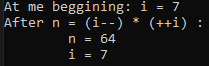 At me beggining: i = 7
After n = (i--) * (++i) :
n = 64
i = 7